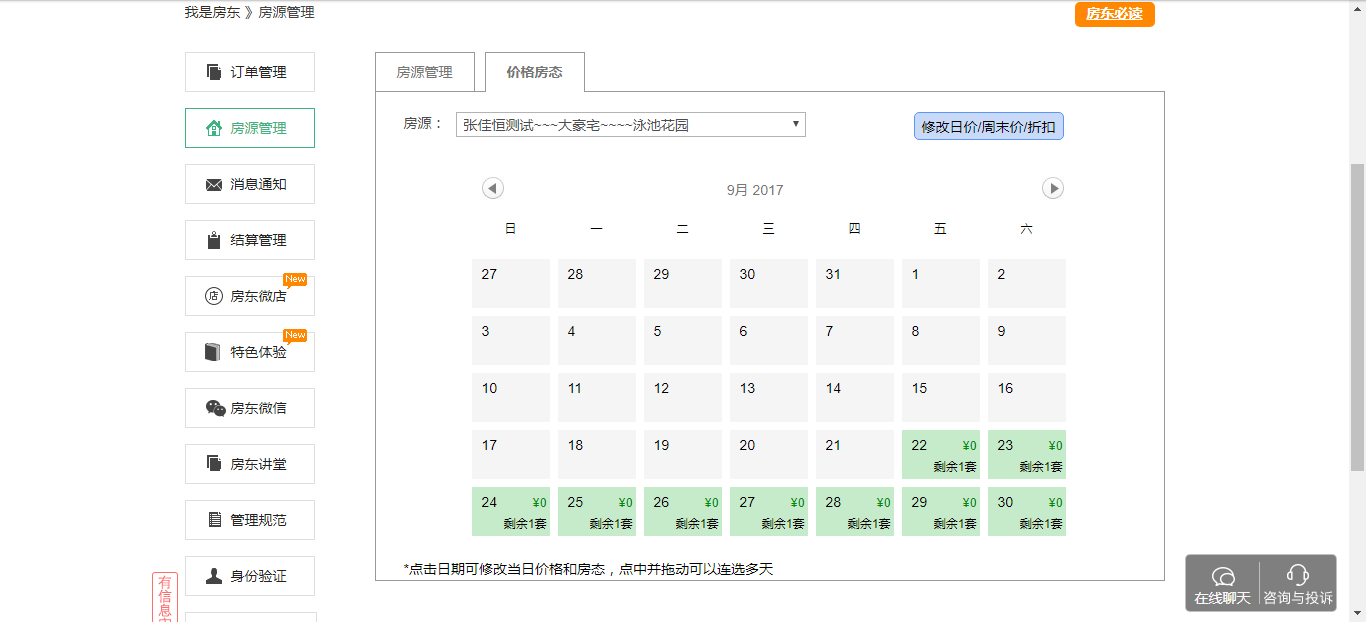 我是房东 》房源管理
房东必读
订单管理
房源管理
消息通知
结算管理
房东微店
New
特色体验
New
房东微信
房东讲堂
管理规范
身份验证
有信息
房源管理
价格房态
房源：
张佳恒测试~~~大豪宅~~~~泳池花园
修改日价/周末价/折扣
9月 2017
日 一 二 三 四 五 六
27 28 29 30 31 1 2
3 4 5 6 7 8 9
10 11 12 13 14 15 16
17 18 19 20 21 22 ¥0 23 ¥0
剩余1套 剩余1套
24 ¥0 25 ¥0 26 ¥0 27 ¥0 28 ¥0 29 ¥0 30 ¥0
剩余1套 剩余1套 剩余1套 剩余1套 剩余1套 剩余1套 剩余1套
*点击日期可修改当日价格和房态，点中并拖动可以连选多天
在线聊天
咨询与投诉